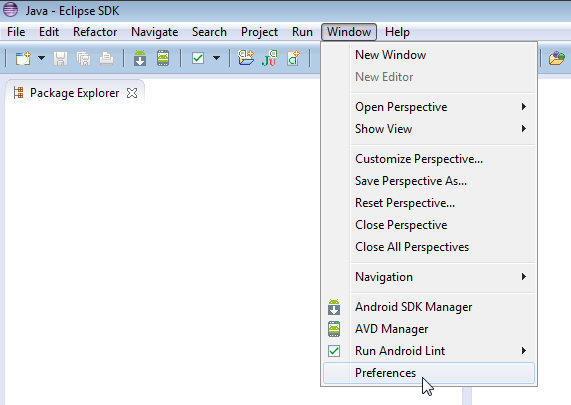 Java - Eclipse SDK
File Edit Refactor Navigate Search Project Run Window Help
Package Explorer
New Window
New Editor
Open Perspective
Show View
Customize Perspective...
Save Perspective As...
Reset Perspective...
Close Perspective
Close All Perspectives
Navigation
Android SDK Manager
AVD Manager
Run Android Lint
Preferences